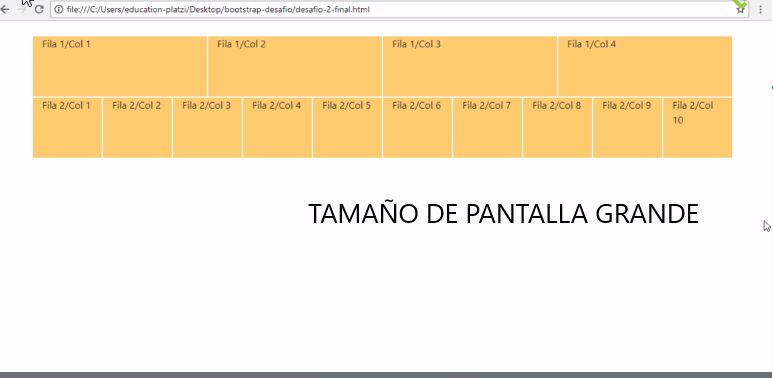 file:///C:/Users/education-platzi/Desktop/bootstrap-desafio/desafio-2-final.html
Fila 1/Col 1 Fila 1/Col 2 Fila 1/Col 3 Fila 1/Col 4
Fila 2/Col 1 Fila 2/Col 2 Fila 2/Col 3 Fila 2/Col 4 Fila 2/Col 5 Fila 2/Col 6 Fila 2/Col 7 Fila 2/Col 8 Fila 2/Col 9 Fila 2/Col
10
TAMAÑO DE PANTALLA GRANDE